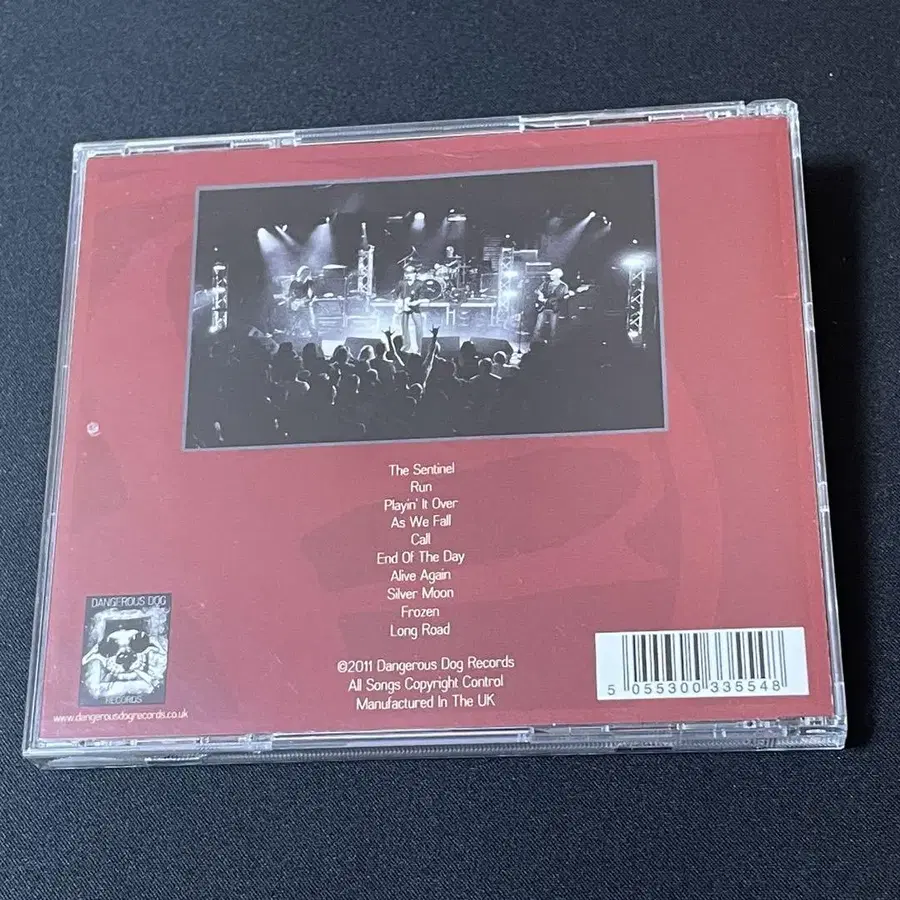 The Sentinel
Run
Playin' It Over
As We Fall
Call
End Of The Day
Alive Again
Silver Moon
Frozen
Long Road
©2011 Dangerous Dog Records
All Songs Copyright Control
Manufactured In The UK
DANGEROUS DOG
RECORDS
www.dangerousdogrecords.co.uk
5 055300 335548